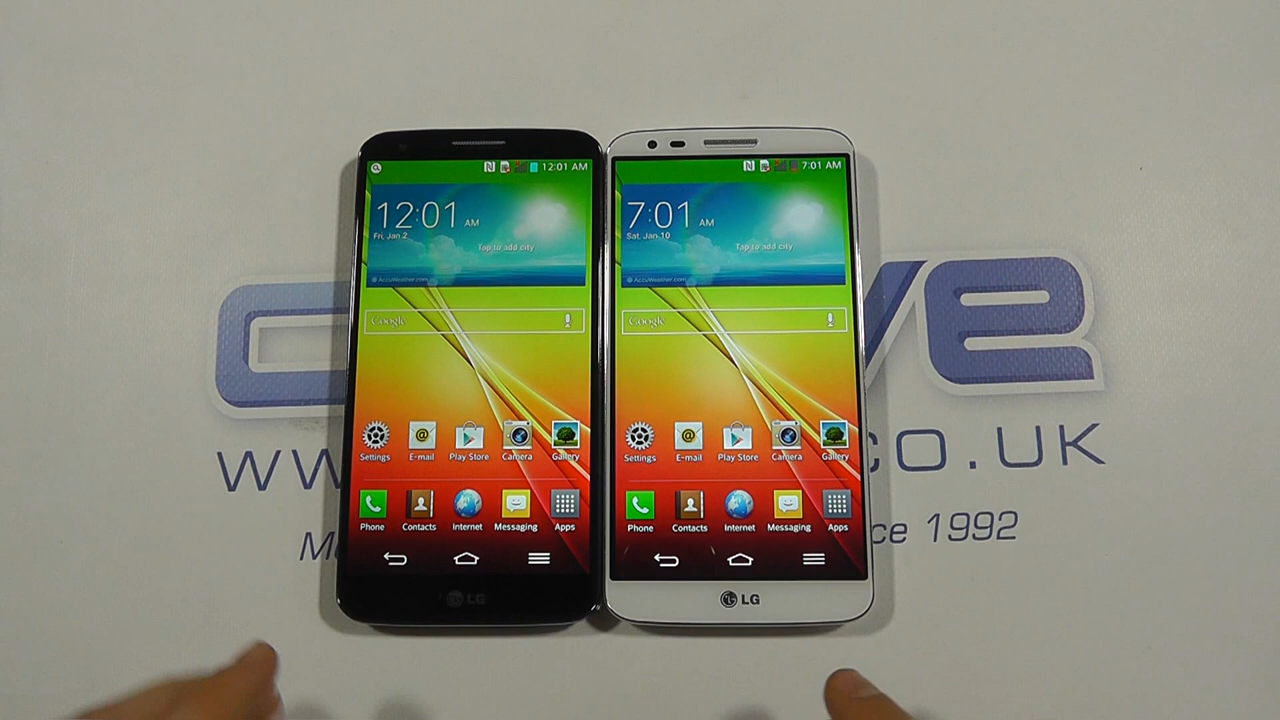 12:01 AM
12:01 AM
Fri, Jan 2
Tap to add city
AccuWeather.com
Google
Settings E-mail Play Store Camera Gallery
Phone Contacts Internet Messaging Apps
LG
7:01 AM
7:01 AM
Sat, Jan 10
Tap to add city
AccuWeather.com
Google
Settings E-mail Play Store Camera Gallery
Phone Contacts Internet Messaging Apps
LG
ve
.CO.UK
ce 1992